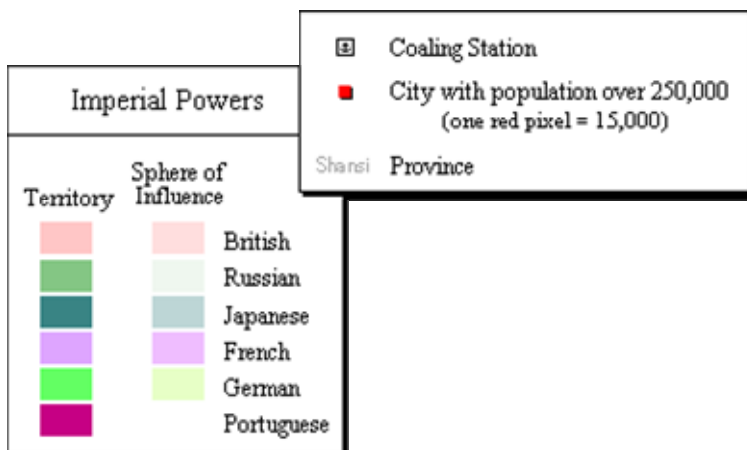 Coaling Station
City with population over 250,000
(one red pixel = 15,000)
Shansi Province
Imperial Powers
Territory Sphere of
Influence
British
Russian
Japanese
French
German
Portuguese